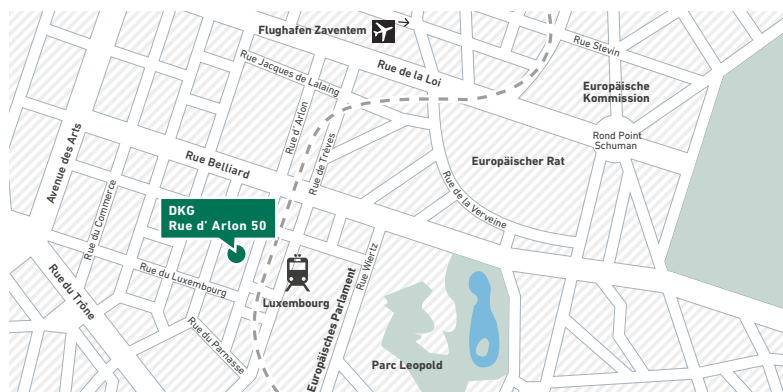 Flughafen Zaventem
Rue Stevin
Rue Jacques de Lalaing
Rue de la Loi
Europäische
Kommission
Rue d' Arlon
Avenue des Arts
Rond Point
Schuman
Rue Belliard
Rue de Trèves
Europäischer Rat
Rue du Commerce
Rue de la Verveine
DKG
Rue d' Arlon 50
Rue du Luxembourg
Rue Wiertz
Rue du Trône
Luxembourg
Europäisches Parlament
Rue du Parnasse
Parc Leopold